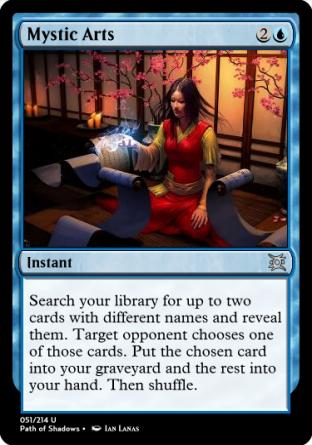 Mystic Arts 2
Instant
Search your library for up to two
cards with different names and reveal
them. Target opponent chooses one
of those cards. Put the chosen card
into your graveyard and the rest into
your hand. Then shuffle.
051/214 U
Path of Shadows • Ian Lanas